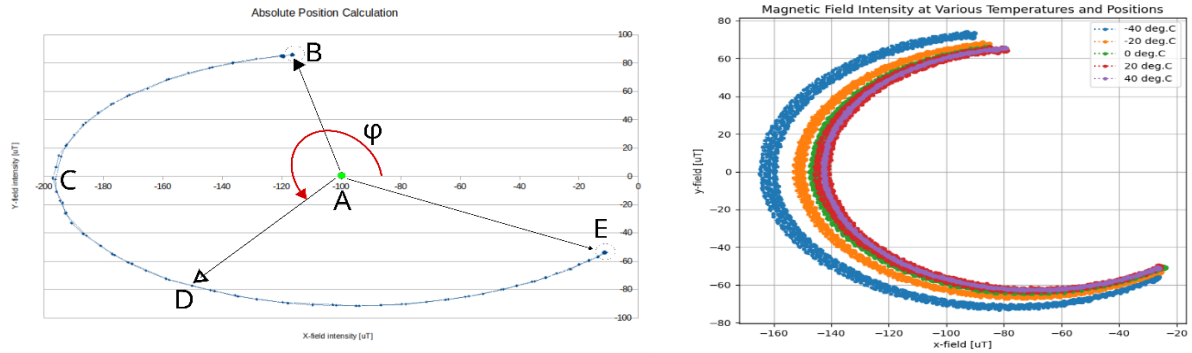 Absolute Position Calculation
100
80
60
40
20
0
-20
-40
-60
-80
-100
-200 -180 -160 -140 -120 -100 -80 -60 -40 -20 0
Y-field intensity [uT]
X-field intensity [uT]
B
φ
C
A
E
D
Magnetic Field Intensity at Various Temperatures and Positions
80
60
40
20
0
−20
−40
−60
−80
−160 −140 −120 −100 −80 −60 −40 −20
y-field [uT]
x-field [uT]
-40 deg.C
-20 deg.C
0 deg.C
20 deg.C
40 deg.C